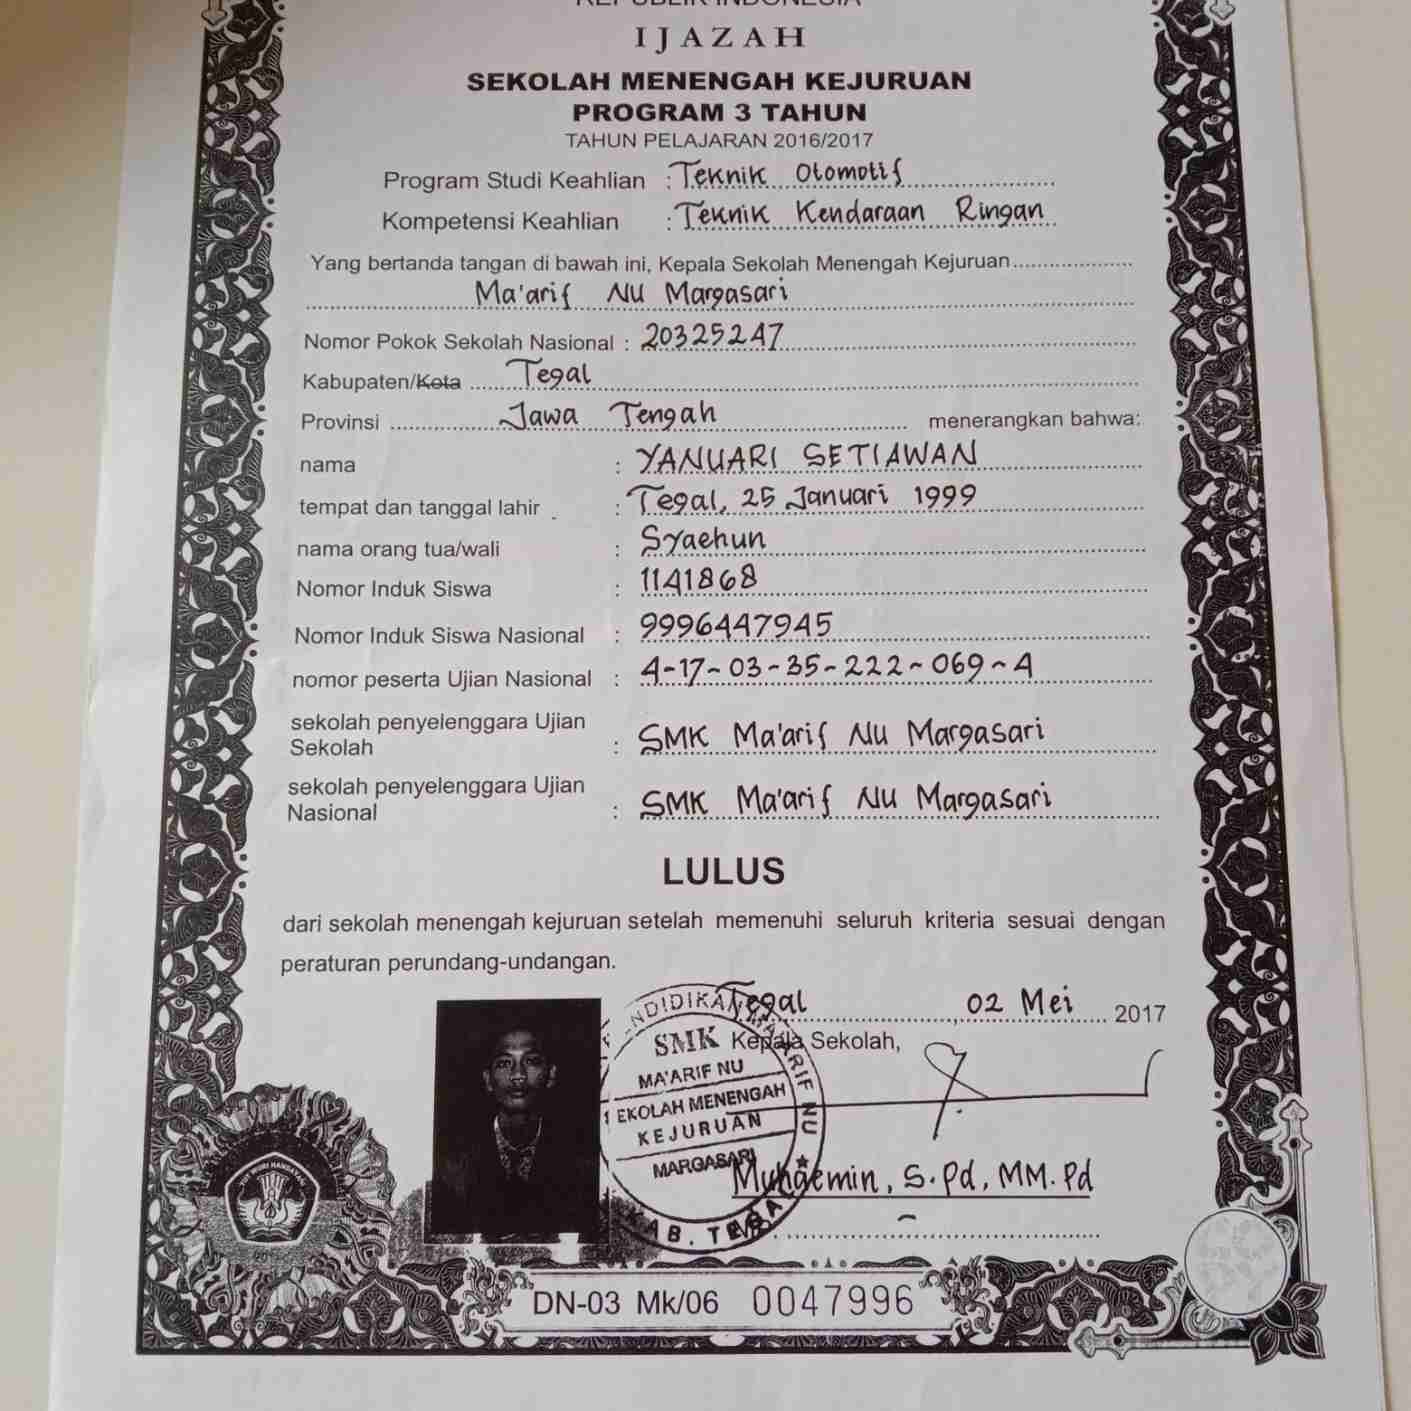 REPUBLIK INDONESIA
IJAZAH
SEKOLAH MENENGAH KEJURUAN
PROGRAM 3 TAHUN
TAHUN PELAJARAN 2016/2017
Program Studi Keahlian : Teknik Otomotif
Kompetensi Keahlian : Teknik Kendaraan Ringan
Yang bertanda tangan di bawah ini, Kepala Sekolah Menengah Kejuruan
Ma'arif Nu Margasari
Nomor Pokok Sekolah Nasional : 20325247
Kabupaten/Kota Tegal
Provinsi Jawa Tengah menerangkan bahwa:
nama : YANUARI SETIAWAN
tempat dan tanggal lahir : Tegal, 25 Januari 1999
nama orang tua/wali : Syaehun
Nomor Induk Siswa : 1141868
Nomor Induk Siswa Nasional : 9996447945
nomor peserta Ujian Nasional : 4-17-03-35-222-069-4
sekolah penyelenggara Ujian
Sekolah : SMK Ma'arif Nu Margasari
sekolah penyelenggara Ujian
Nasional : SMK Ma'arif Nu Margasari
LULUS
dari sekolah menengah kejuruan setelah memenuhi seluruh kriteria sesuai dengan
peraturan perundang-undangan.
Tegal, 02 Mei 2017
Kepala Sekolah,
SMK
MA'ARIF NU
EKOLAH MENENGAH
KEJURUAN
MARGASARI
KAB. TEGAL
Muhaemin, S.Pd, MM.Pd
DN-03 Mk/06 0047996